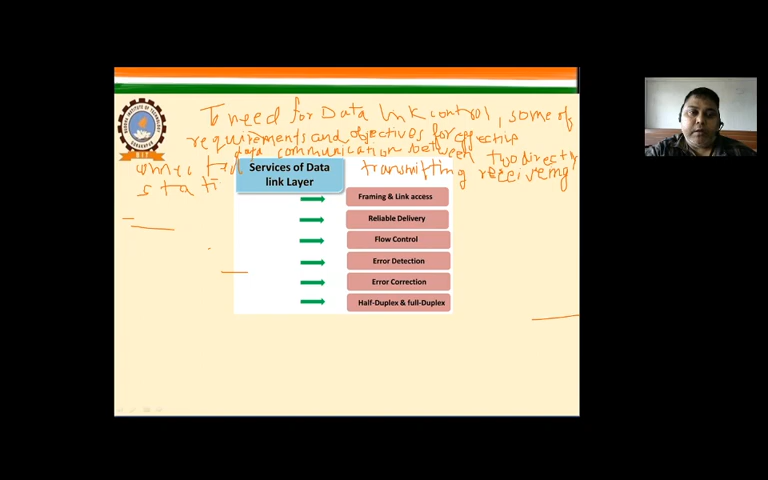 To need for Data link control, some of
requirements and objectives for effective
data communication between two directly
transmitting receiving
stati
Services of Data
link Layer
Framing & Link access
Reliable Delivery
Flow Control
Error Detection
Error Correction
Half-Duplex & full-Duplex
BIT